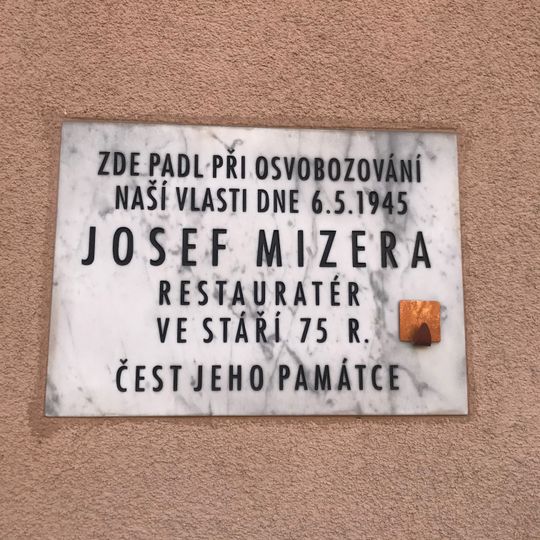 ZDE PADL PŘI OSVOBOZOVÁNÍ
NAŠÍ VLASTI DNE 6.5.1945
JOSEF MIZERA
RESTAURATÉR
VE STÁŘÍ 75 R.
ČEST JEHO PAMÁTCE